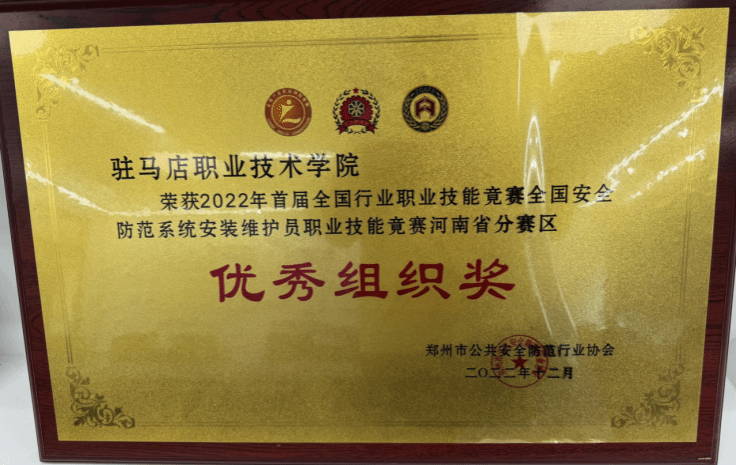 驻马店职业技术学院
荣获2022年首届全国行业职业技能竟赛全国安全
防范系统安装维护员职业技能竟赛河南省分赛区
优秀组织奖
郑州市公共安全防范行业协会
二〇二二年十二月